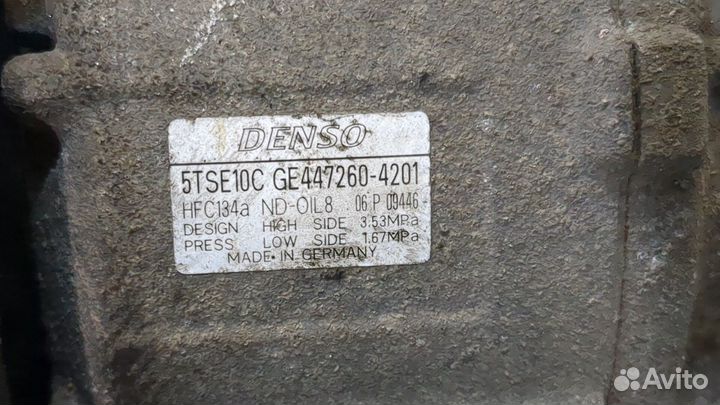 DENSO
5TSE10C GE447260-4201
HFC134a ND-OIL8 06 P 09446
DESIGN HIGH SIDE 3.53MPa
PRESS LOW SIDE 1.67MPa
MADE IN GERMANY
Avito